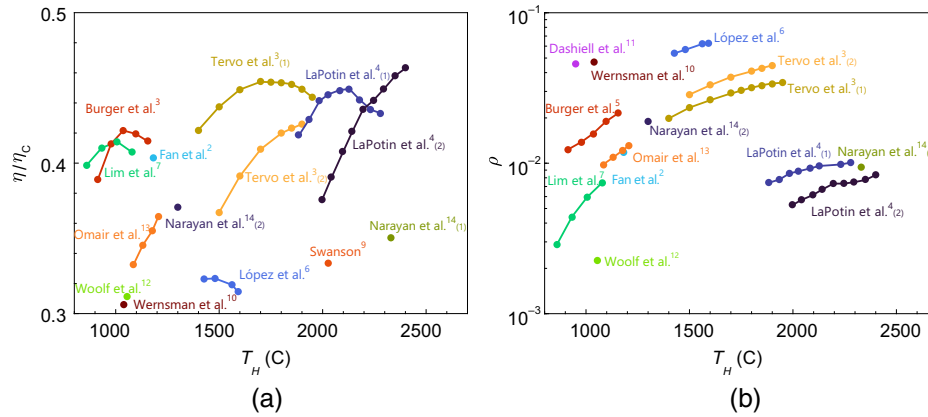 0.5
0.4
0.3
η/ηC
Tervo et al.3(1)
LaPotin et al.4(1)
Burger et al.3
LaPotin et al.4(2)
Lim et al.7
Fan et al.2
Tervo et al.3(2)
Omair et al.13
Narayan et al.14(2)
Narayan et al.14(1)
Swanson9
López et al.6
Woolf et al.12
Wernsman et al.10
1000 1500 2000 2500
TH (C)
(a)
10−1
10−2
10−3
ρ
Dashiell et al.11
López et al.6
Wernsman et al.10
Tervo et al.3(2)
Tervo et al.3(1)
Burger et al.5
Narayan et al.14(2)
Omair et al.13
LaPotin et al.4(1)
Narayan et al.14(1)
Lim et al.7
Fan et al.2
LaPotin et al.4(2)
Woolf et al.12
1000 1500 2000 2500
TH (C)
(b)